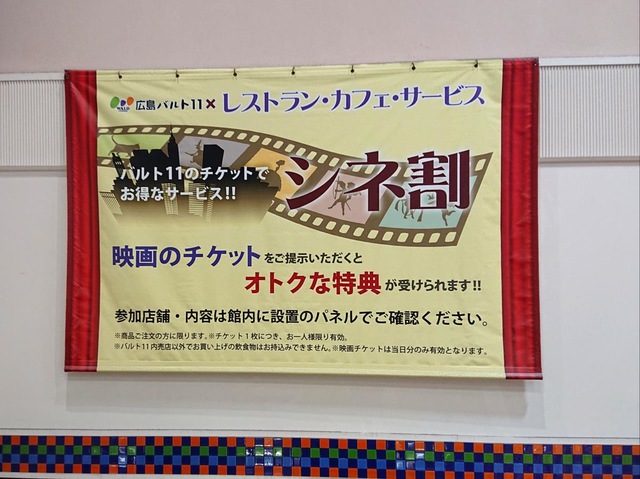 広島バルト11×レストラン・カフェ・サービス
バルト11のチケットで
お得なサービス!!
シネ割
映画のチケットをご提示いただくと
オトクな特典が受けられます!!
参加店舗・内容は館内に設置のパネルでご確認ください。
※商品ご注文の方に限ります。※チケット1枚につき、お一人様限り有効。
※バルト11内売店以外でお買い上げの飲食物はお持込みできません。※映画チケットは当日分のみ有効となります。